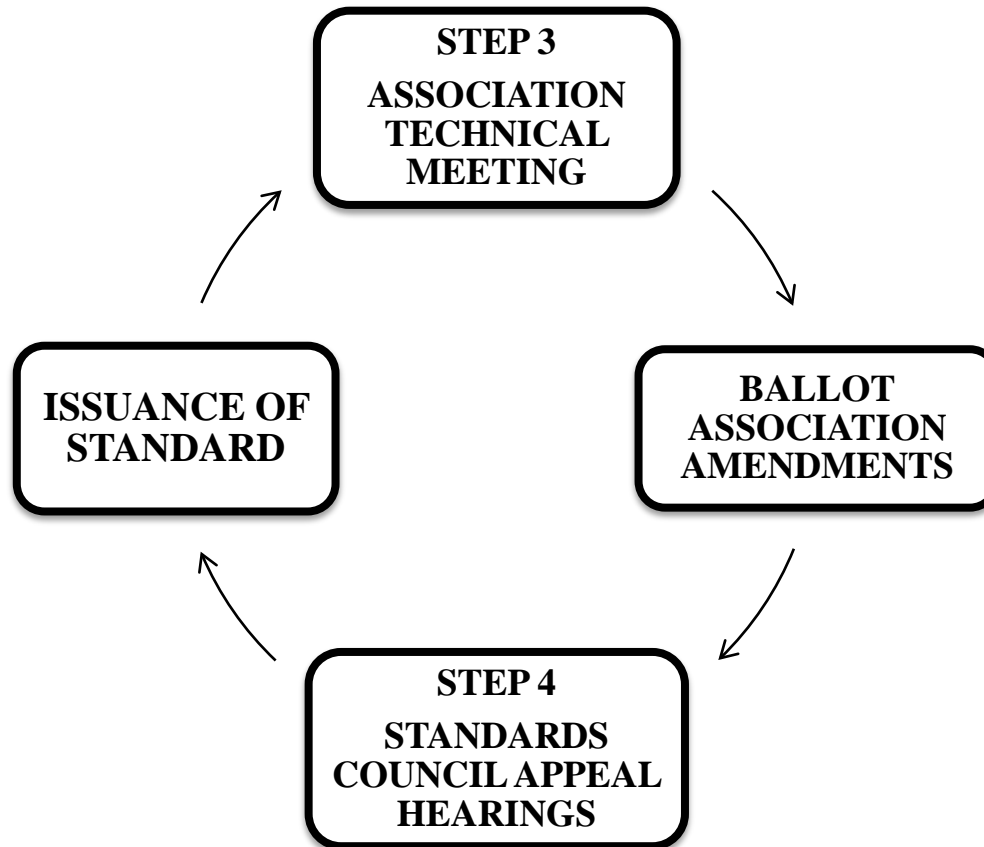 STEP 3
ASSOCIATION
TECHNICAL
MEETING
ISSUANCE OF
STANDARD
BALLOT
ASSOCIATION
AMENDMENTS
STEP 4
STANDARDS
COUNCIL APPEAL
HEARINGS